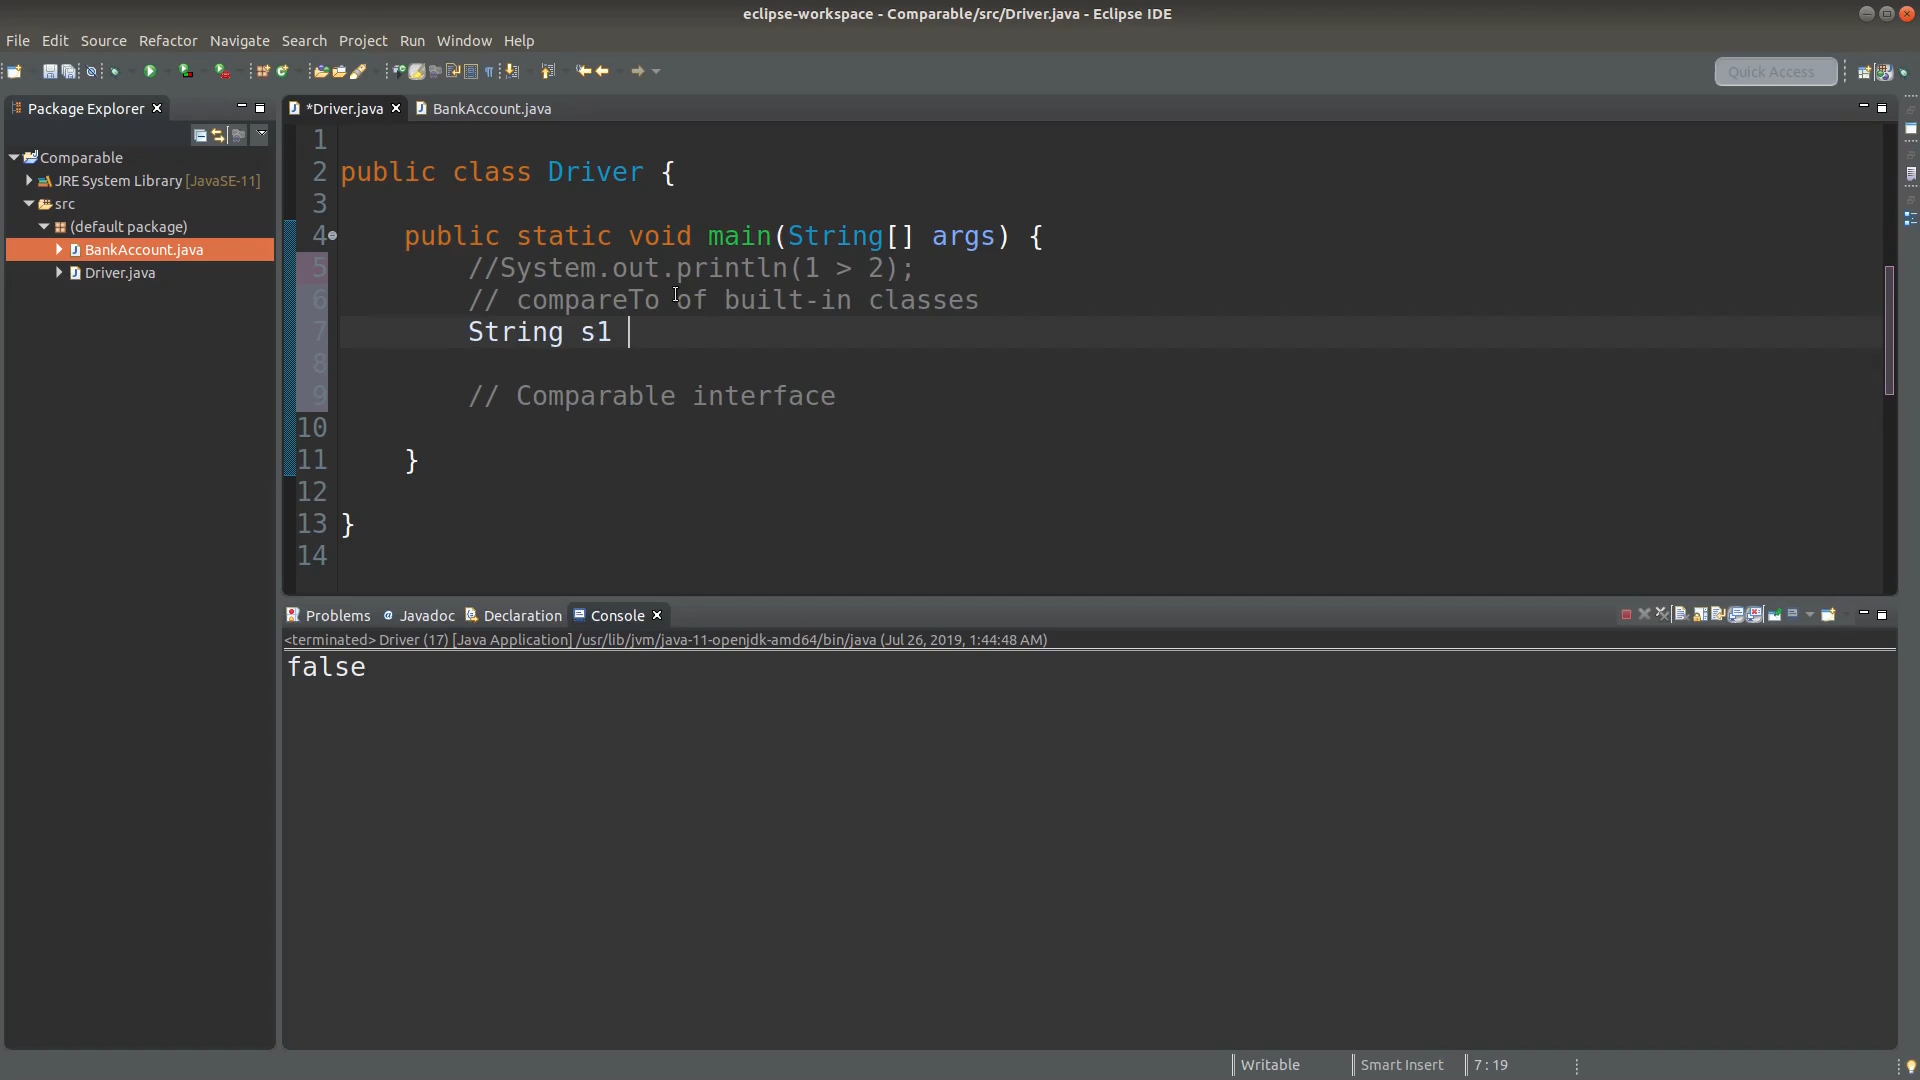 eclipse-workspace - Comparable/src/Driver.java - Eclipse IDE
File Edit Source Refactor Navigate Search Project Run Window Help
Quick Access
Package Explorer
*Driver.java
BankAccount.java
Comparable
JRE System Library [JavaSE-11]
src
(default package)
BankAccount.java
Driver.java
1
2 public class Driver {
3
4     public static void main(String[] args) {
5         //System.out.println(1 > 2);
6         // compareTo of built-in classes
7         String s1
8
9         // Comparable interface
10
11     }
12
13 }
14
Problems @ Javadoc Declaration Console
<terminated> Driver (17) [Java Application] /usr/lib/jvm/java-11-openjdk-amd64/bin/java (Jul 26, 2019, 1:44:48 AM)
false
Writable Smart Insert 7 : 19